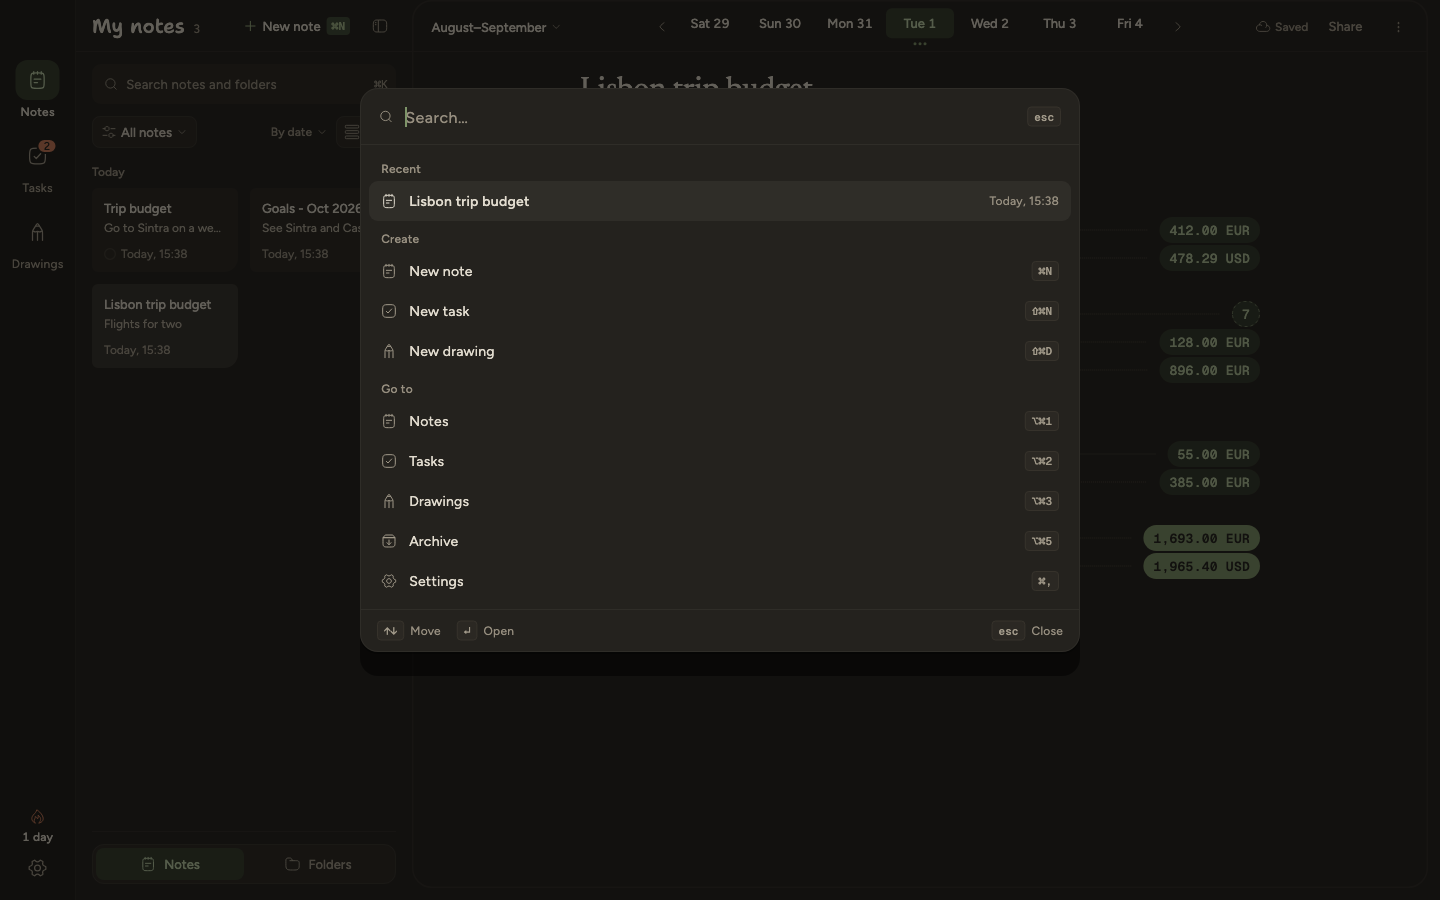 My notes 3
New note ⌘N
August–September
Sat 29
Sun 30
Mon 31
Tue 1
Wed 2
Thu 3
Fri 4
Saved
Share
Notes
2
Tasks
Drawings
Search notes and folders ⌘K
All notes
By date
Today
Trip budget
Go to Sintra on a we...
Today, 15:38
Goals - Oct 2026
See Sintra and Cas
Today, 15:38
Lisbon trip budget
Flights for two
Today, 15:38
Lisbon trip budget
Search...
esc
Recent
Lisbon trip budget
Today, 15:38
Create
New note ⌘N
New task ⇧⌘N
New drawing ⇧⌘D
Go to
Notes ⌥⌘1
Tasks ⌥⌘2
Drawings ⌥⌘3
Archive ⌥⌘5
Settings ⌘,
↑↓ Move
↵ Open
esc Close
412.00 EUR
478.29 USD
7
128.00 EUR
896.00 EUR
55.00 EUR
385.00 EUR
1,693.00 EUR
1,965.40 USD
1 day
Notes
Folders